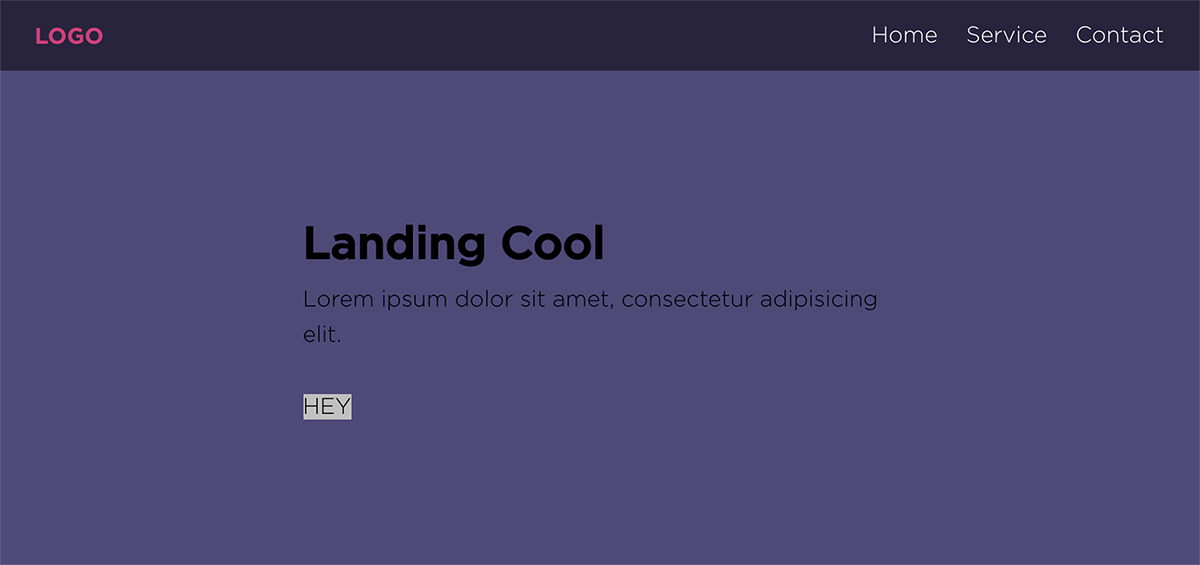 LOGO
Home Service Contact
Landing Cool
Lorem ipsum dolor sit amet, consectetur adipisicing
elit.
HEY